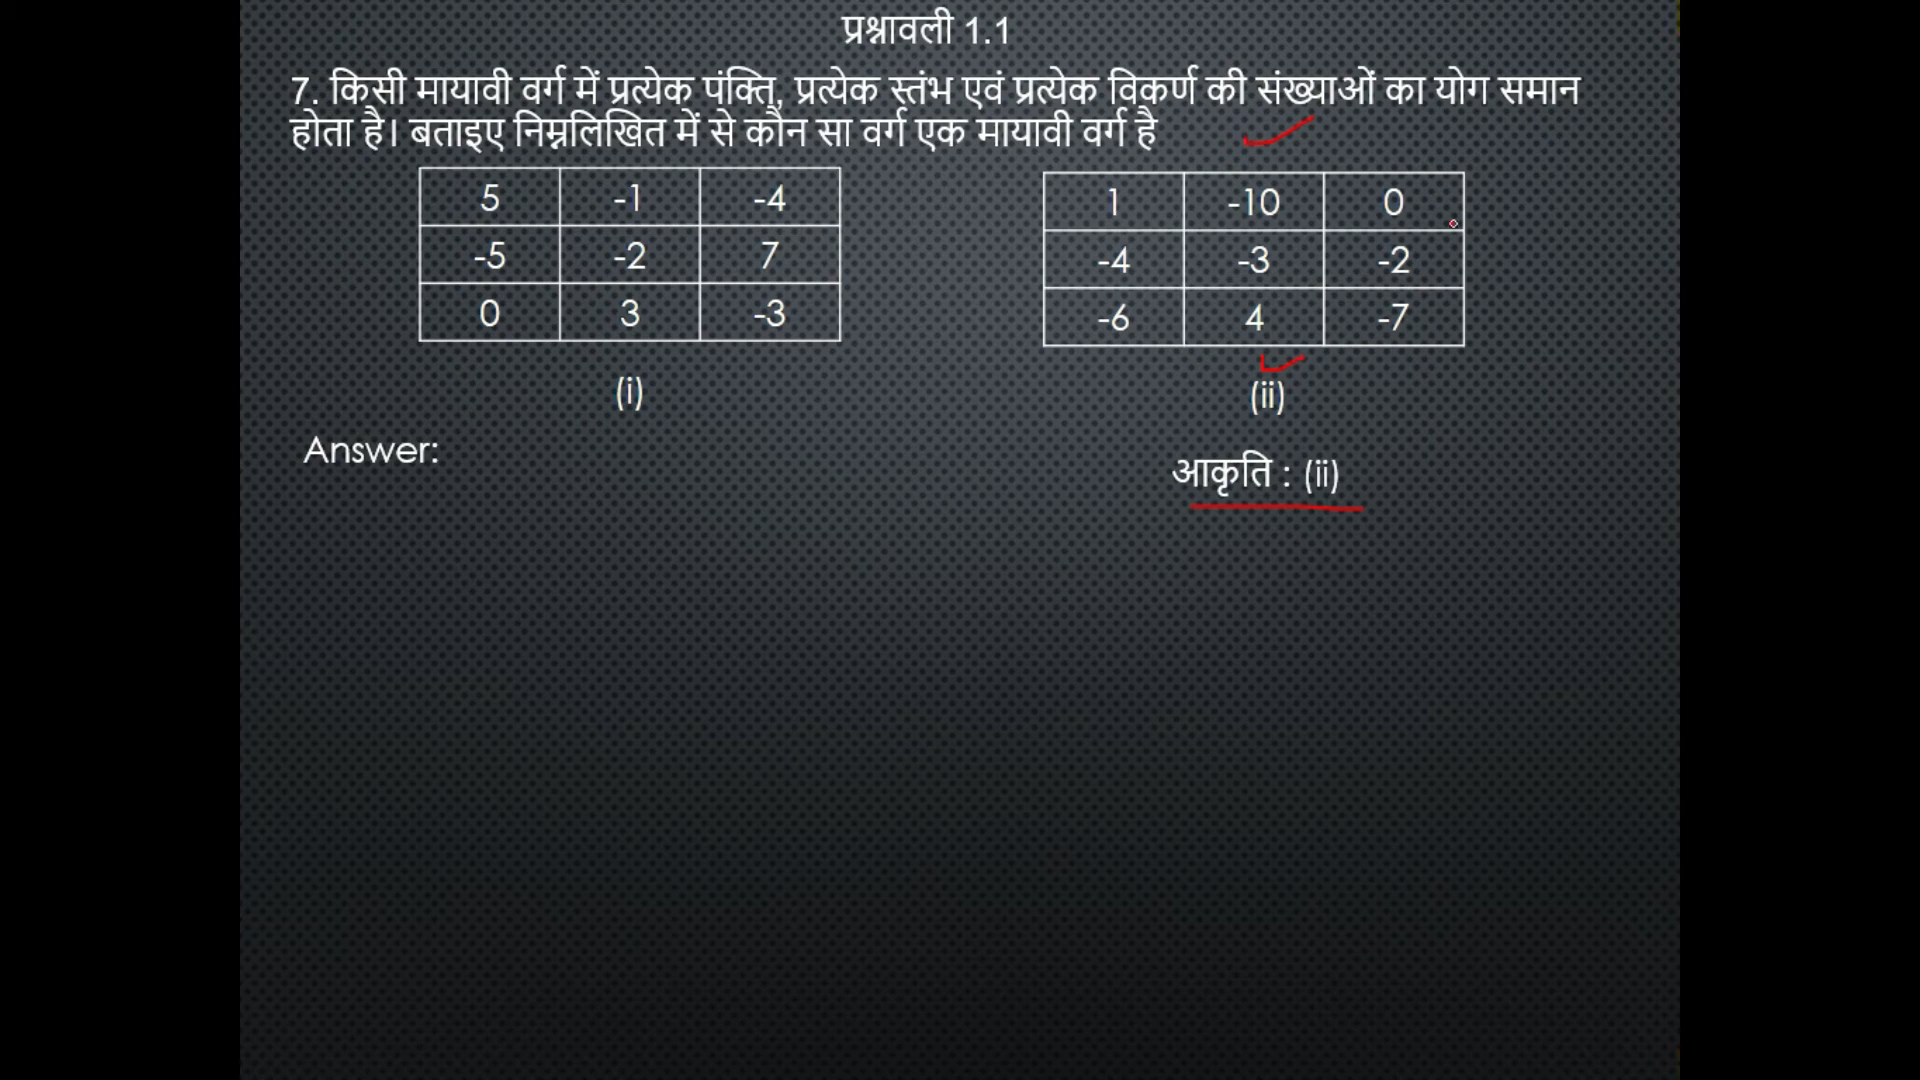 प्रश्नावली 1.1
7. किसी मायावी वर्ग में प्रत्येक पंक्ति, प्रत्येक स्तंभ एवं प्रत्येक विकर्ण की संख्याओं का योग समान
होता है। बताइए निम्नलिखित में से कौन सा वर्ग एक मायावी वर्ग है
5 -1 -4
-5 -2 7
0 3 -3
(i)
1 -10 0
-4 -3 -2
-6 4 -7
(ii)
Answer:
आकृति : (ii)